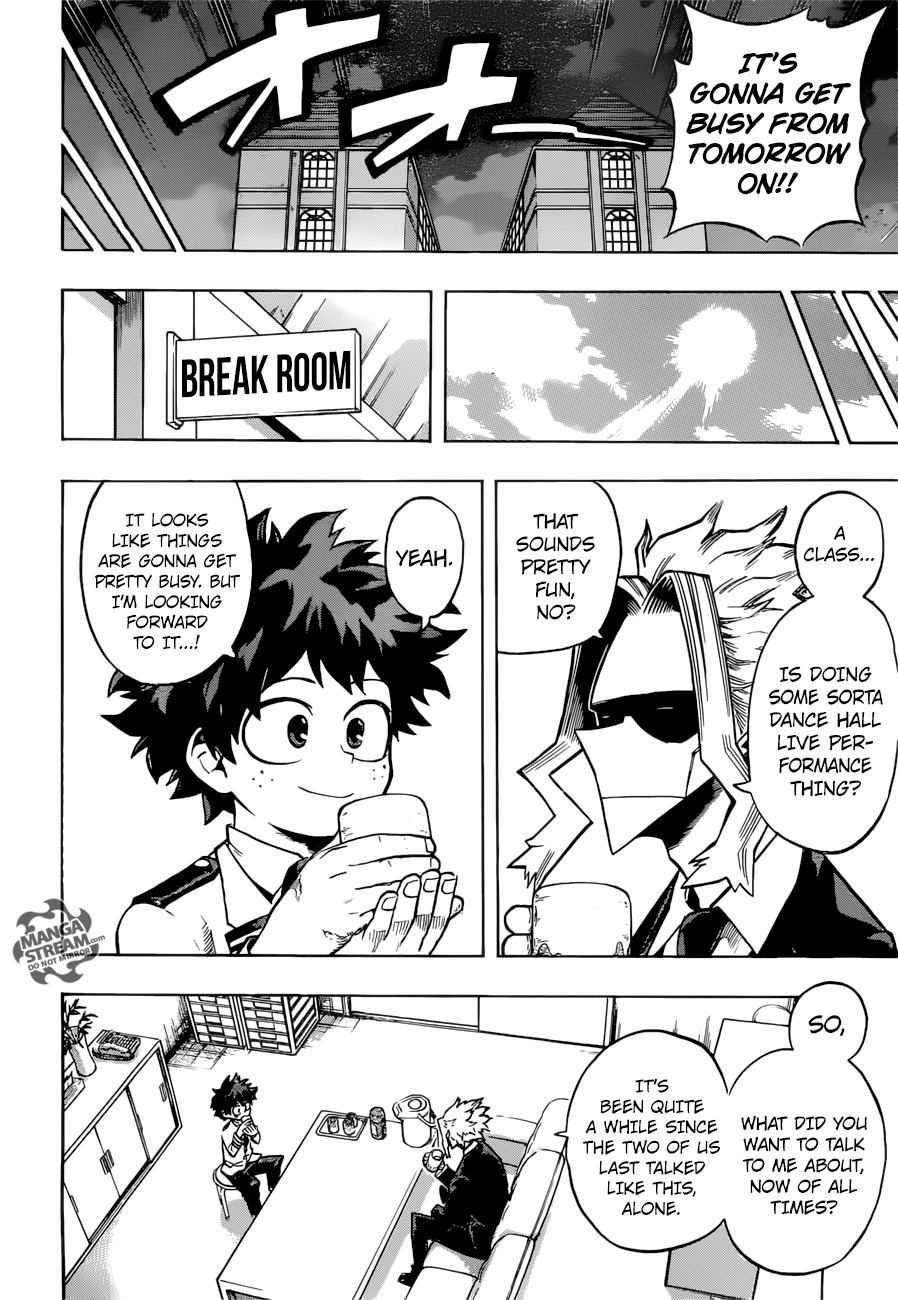 IT'S
GONNA GET
BUSY FROM
TOMORROW
ON!!
BREAK ROOM
A
CLASS...
IS DOING
SOME SORTA
DANCE HALL
LIVE PER-
FORMANCE
THING?
THAT
SOUNDS
PRETTY
FUN,
NO?
YEAH.
IT LOOKS
LIKE THINGS
ARE GONNA GET
PRETTY BUSY. BUT
I'M LOOKING
FORWARD
TO IT...!
MANGA
STREAM.com
DO NOT MIRROR
SO,
WHAT DID YOU
WANT TO TALK
TO ME ABOUT,
NOW OF ALL
TIMES?
IT'S
BEEN QUITE
A WHILE SINCE
THE TWO OF US
LAST TALKED
LIKE THIS,
ALONE.